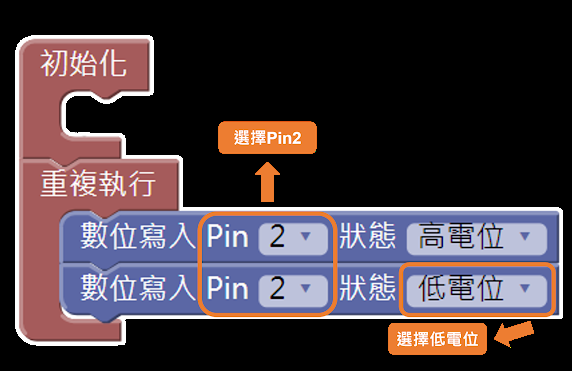 初始化
選擇Pin2
重複執行
數位寫入 Pin 2 狀態 高電位
數位寫入 Pin 2 狀態 低電位
選擇低電位